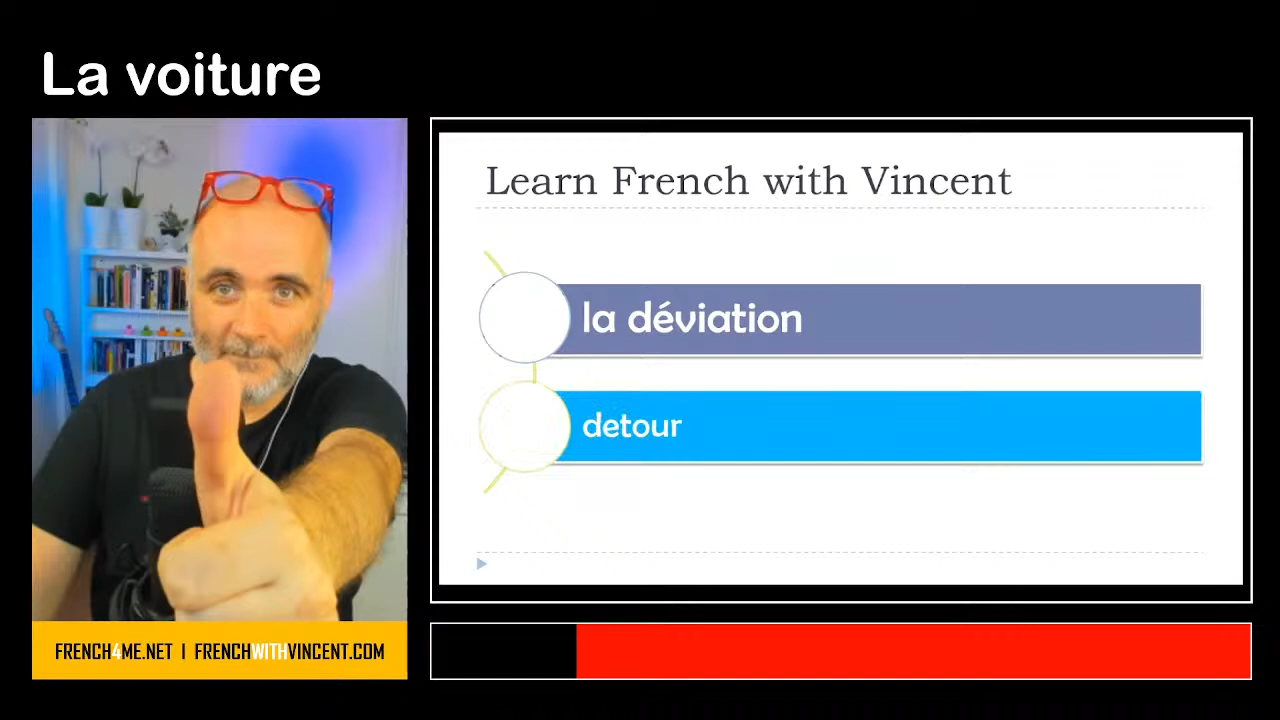 La voiture
Learn French with Vincent
la déviation
detour
FRENCH4ME.NET | FRENCHWITHVINCENT.COM